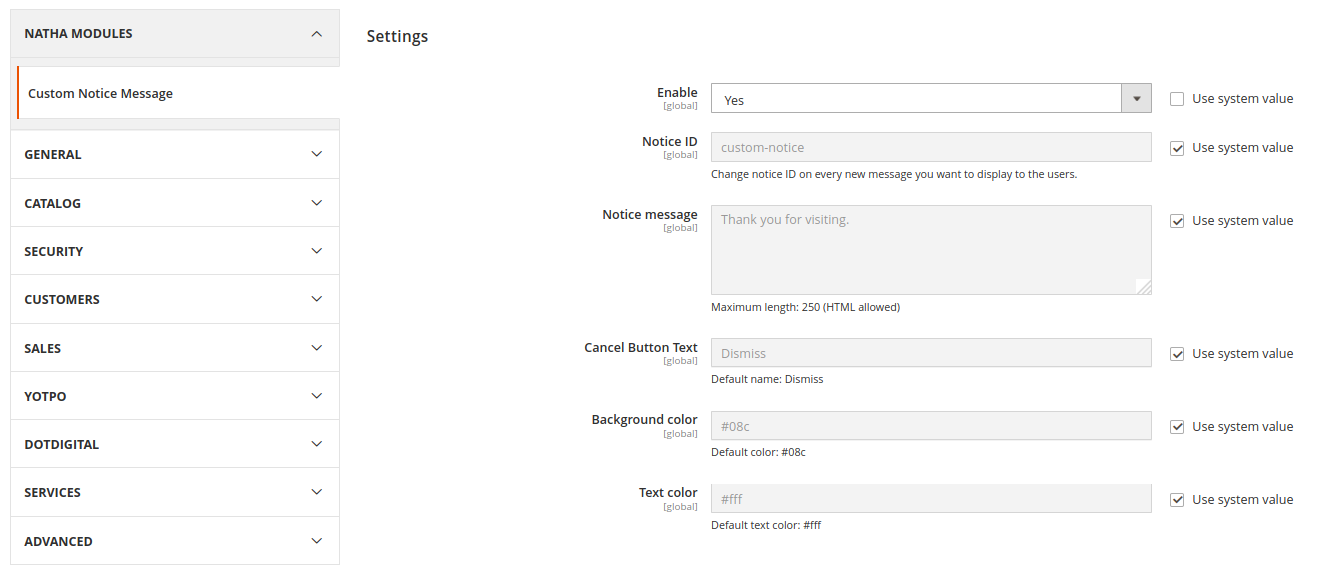 NATHA MODULES
Custom Notice Message
GENERAL
CATALOG
SECURITY
CUSTOMERS
SALES
YOTPO
DOTDIGITAL
SERVICES
ADVANCED
Settings
Enable
[global]
Yes
Use system value
Notice ID
[global]
custom-notice
Use system value
Change notice ID on every new message you want to display to the users.
Notice message
[global]
Thank you for visiting.
Use system value
Maximum length: 250 (HTML allowed)
Cancel Button Text
[global]
Dismiss
Use system value
Default name: Dismiss
Background color
[global]
#08c
Use system value
Default color: #08c
Text color
[global]
#fff
Use system value
Default text color: #fff